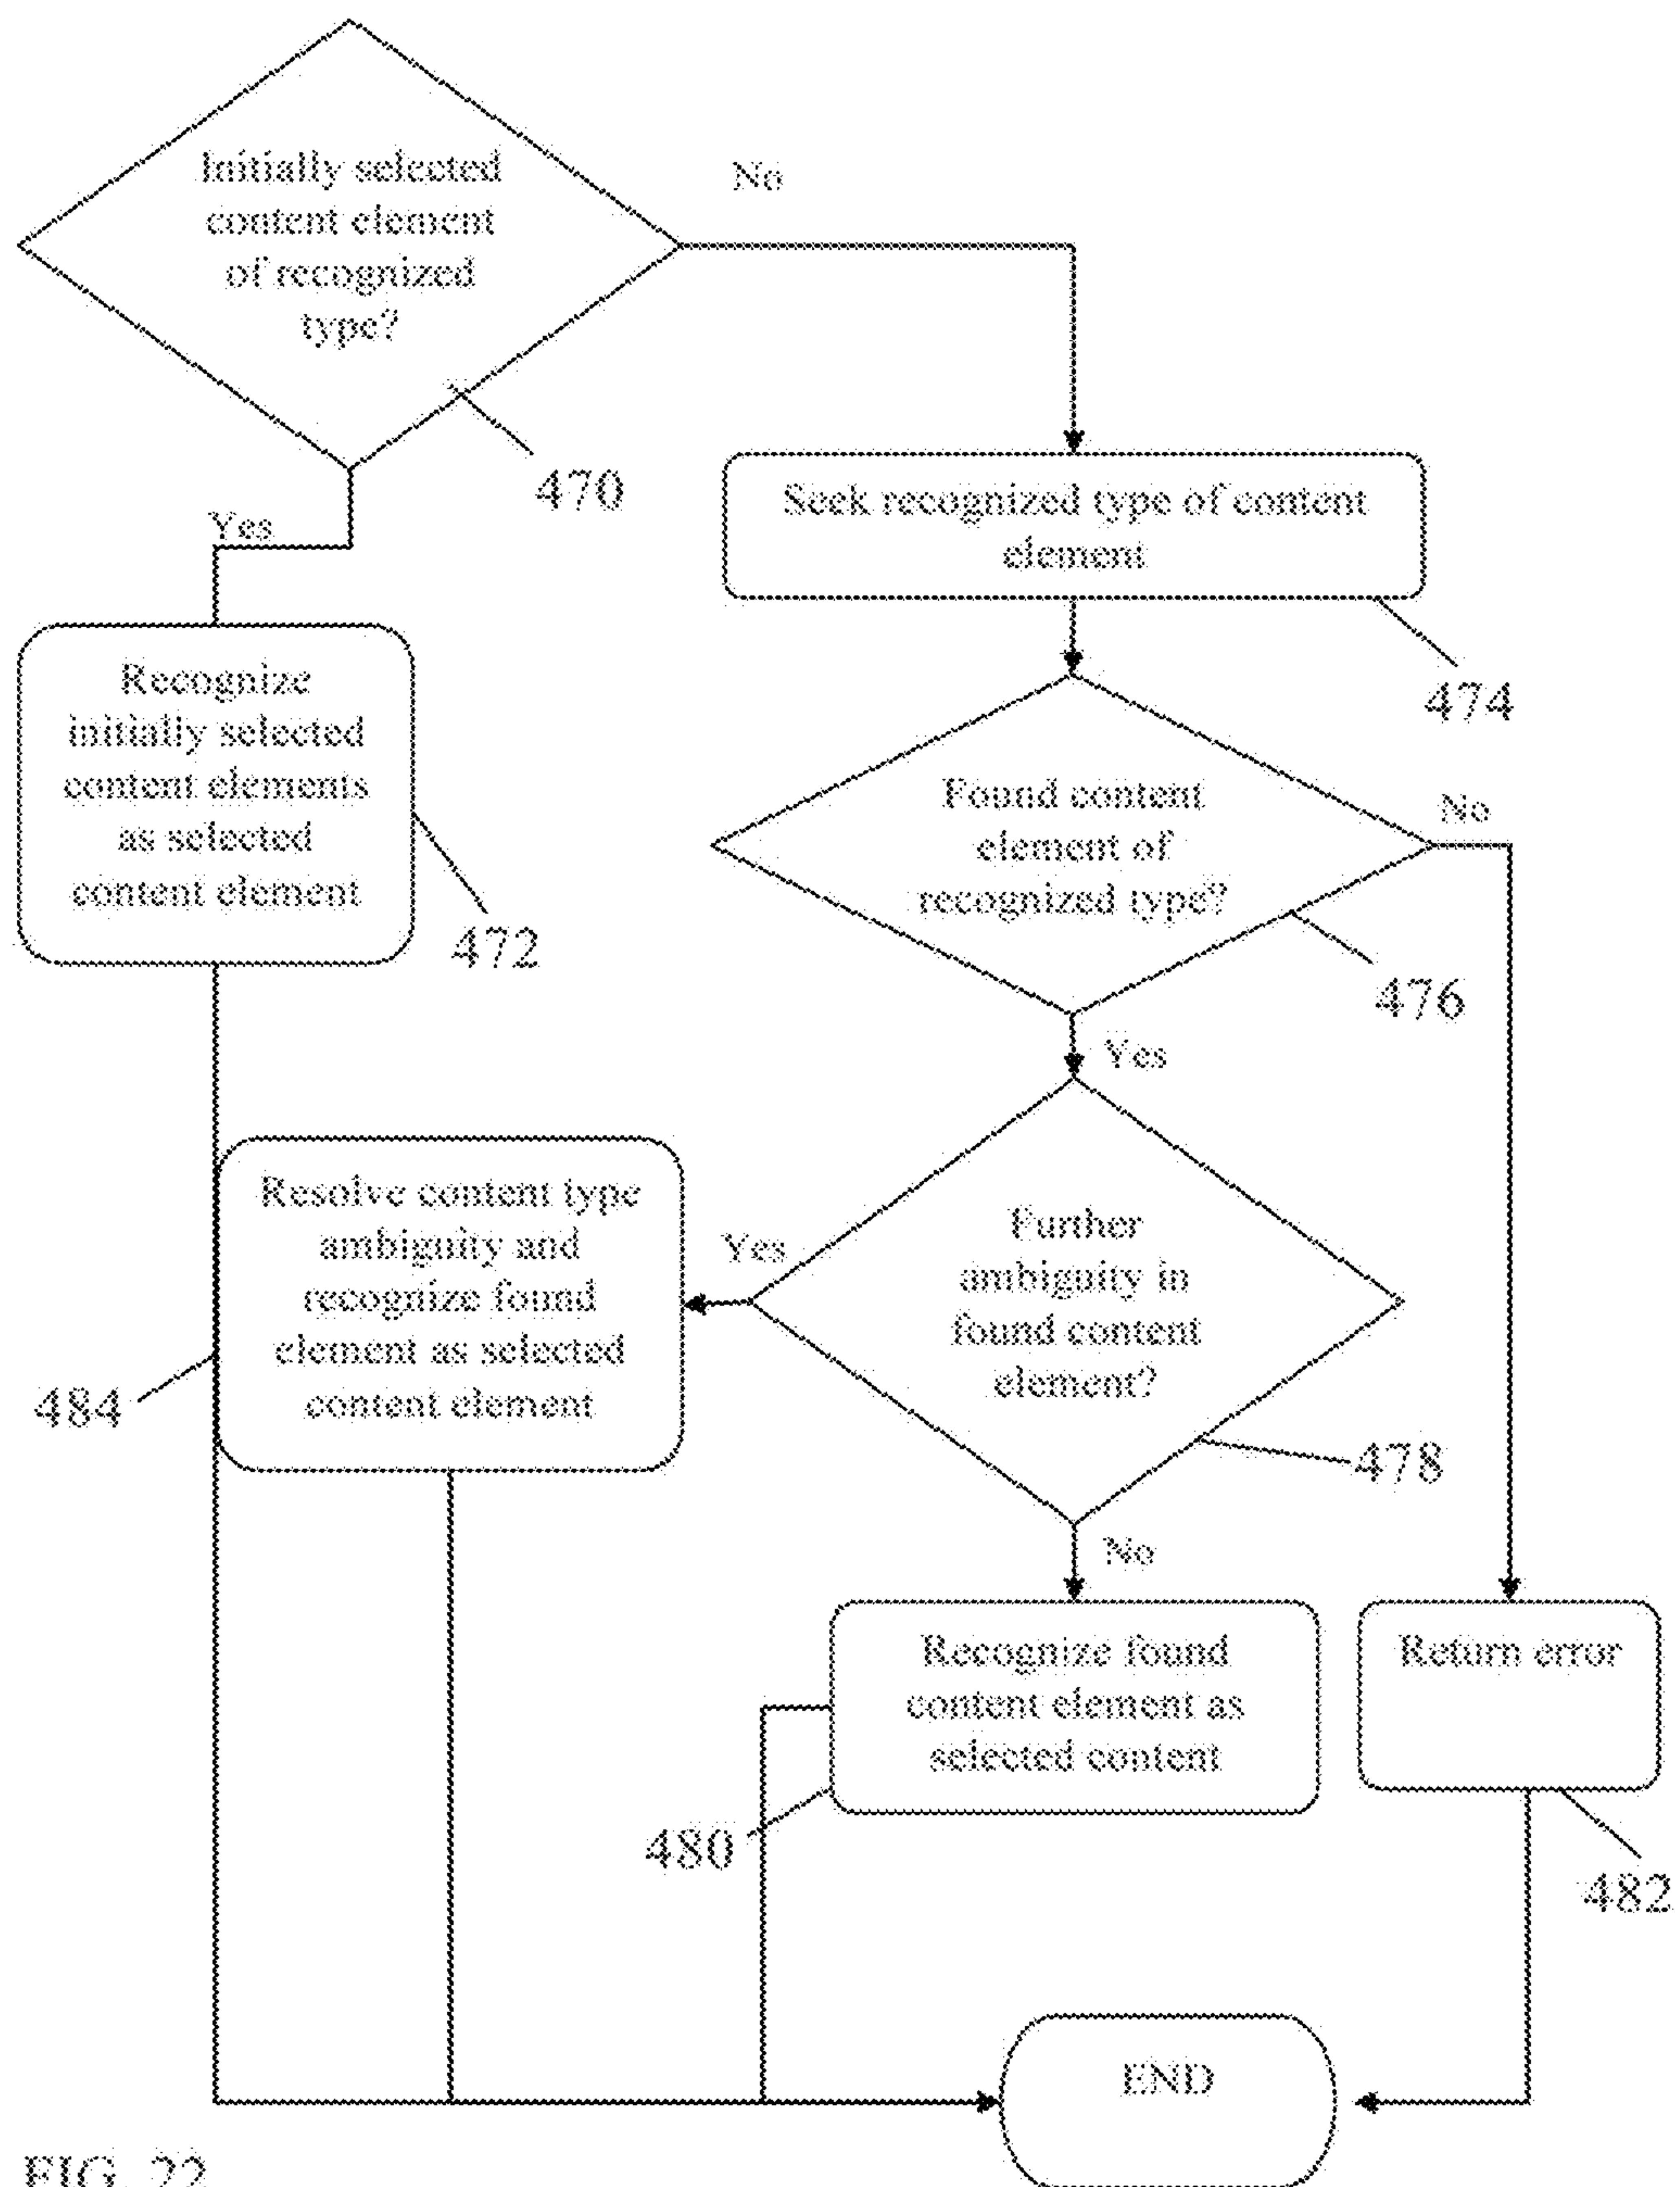 Initially selected
content element
of recognized
type?
No
470
Yes
Seek recognized type of content
element
474
Recognize
initially selected
content elements
as selected
content element
472
Found content
element of
recognized type?
No
476
Yes
Resolve content type
ambiguity and
recognize found
element as selected
content element
484
Yes
Further
ambiguity in
found content
element?
478
No
Recognize found
content element as
selected content
480
Return error
482
END
FIG. 22